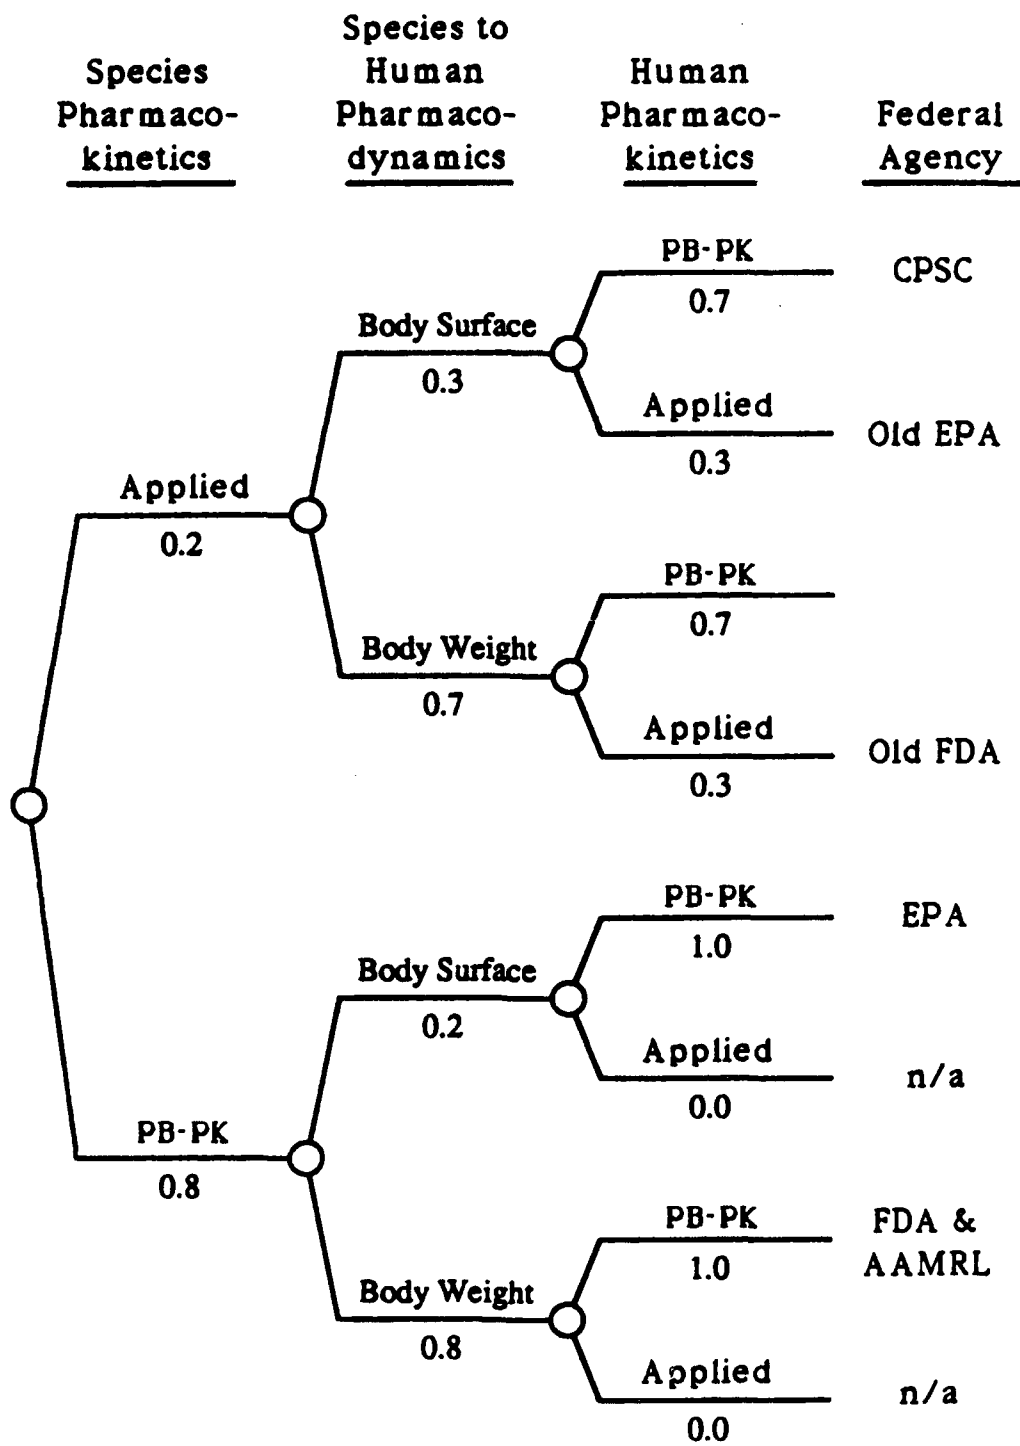 Species
Pharmaco-
kinetics
Species to
Human
Pharmaco-
dynamics
Human
Pharmaco-
kinetics
Federal
Agency
PB-PK
0.7
CPSC
Body Surface
0.3
Applied
0.3
Old EPA
Applied
0.2
PB-PK
0.7
Body Weight
0.7
Applied
0.3
Old FDA
PB-PK
1.0
EPA
Body Surface
0.2
Applied
0.0
n/a
PB-PK
0.8
PB-PK
1.0
FDA &
AAMRL
Body Weight
0.8
Applied
0.0
n/a